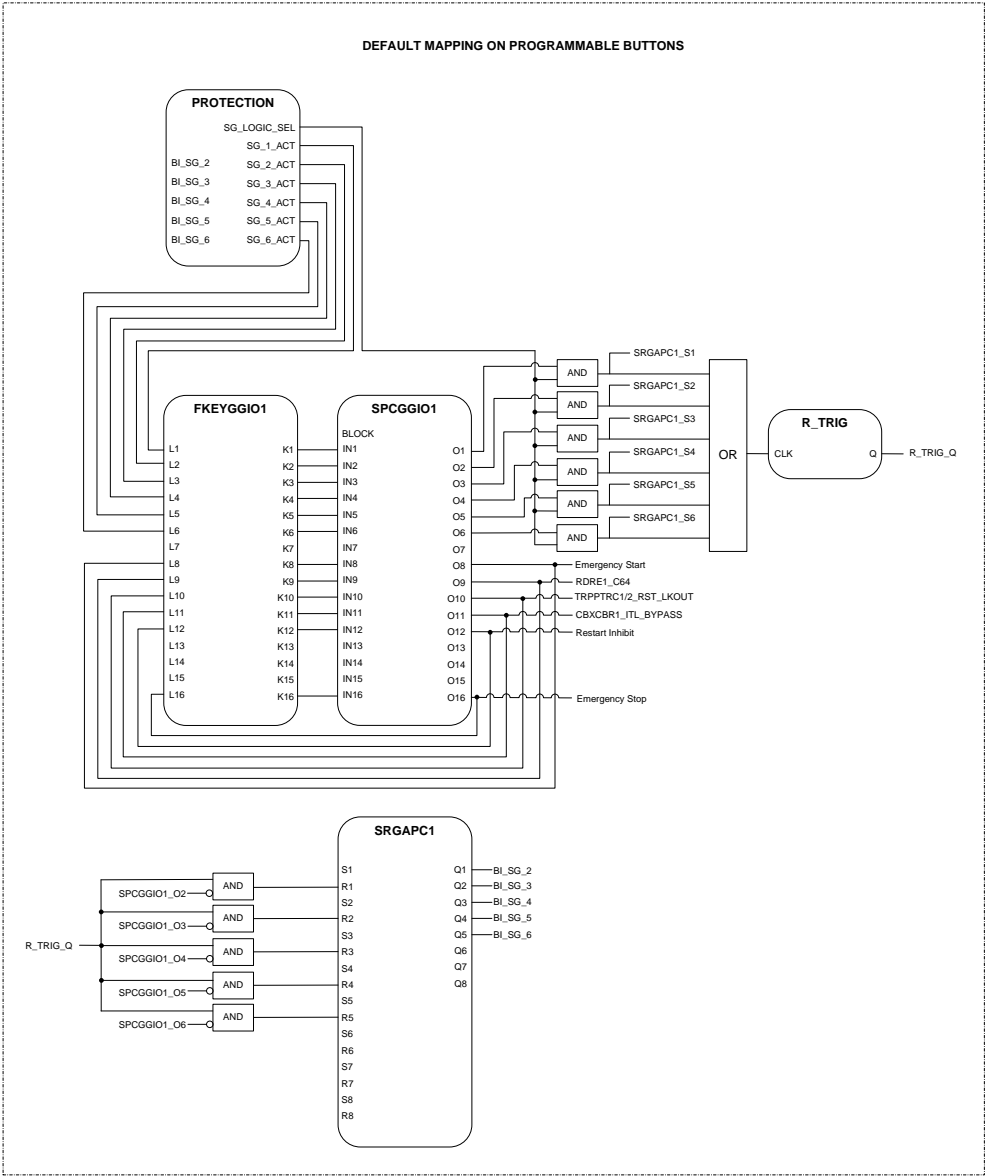 DEFAULT MAPPING ON PROGRAMMABLE BUTTONS
PROTECTION
SG_LOGIC_SEL
SG_1_ACT
BI_SG_2 SG_2_ACT
BI_SG_3 SG_3_ACT
BI_SG_4 SG_4_ACT
BI_SG_5 SG_5_ACT
BI_SG_6 SG_6_ACT
FKEYGGIO1
L1 K1
L2 K2
L3 K3
L4 K4
L5 K5
L6 K6
L7 K7
L8 K8
L9 K9
L10 K10
L11 K11
L12 K12
L13 K13
L14 K14
L15 K15
L16 K16
SPCGGIO1
BLOCK
IN1 O1
IN2 O2
IN3 O3
IN4 O4
IN5 O5
IN6 O6
IN7 O7
IN8 O8
IN9 O9
IN10 O10
IN11 O11
IN12 O12
IN13 O13
IN14 O14
IN15 O15
IN16 O16
AND
AND
AND
AND
AND
AND
SRGAPC1_S1
SRGAPC1_S2
SRGAPC1_S3
SRGAPC1_S4
SRGAPC1_S5
SRGAPC1_S6
OR
R_TRIG
CLK Q
R_TRIG_Q
Emergency Start
RDRE1_C64
TRPPTRC1/2_RST_LKOUT
CBXCBR1_ITL_BYPASS
Restart Inhibit
Emergency Stop
R_TRIG_Q
SPCGGIO1_O2
SPCGGIO1_O3
SPCGGIO1_O4
SPCGGIO1_O5
SPCGGIO1_O6
AND
AND
AND
AND
AND
SRGAPC1
S1 Q1
R1 Q2
S2 Q3
R2 Q4
S3 Q5
R3 Q6
S4 Q7
R4 Q8
S5
R5
S6
R6
S7
R7
S8
R8
BI_SG_2
BI_SG_3
BI_SG_4
BI_SG_5
BI_SG_6